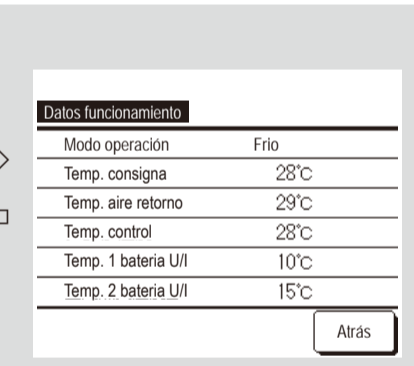 Datos funcionamiento
Modo operación Frio
Temp. consigna 28°C
Temp. aire retorno 29°C
Temp. control 28°C
Temp. 1 bateria U/I 10°C
Temp. 2 bateria U/I 15°C
Atrás